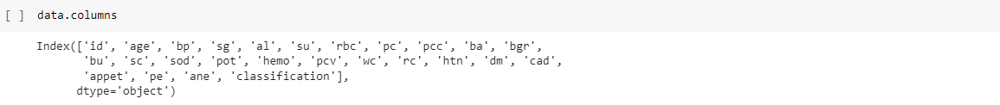 [ ] data.columns
Index(['id', 'age', 'bp', 'sg', 'al', 'su', 'rbc', 'pc', 'pcc', 'ba', 'bgr',
'bu', 'sc', 'sod', 'pot', 'hemo', 'pcv', 'wc', 'rc', 'htn', 'dm', 'cad',
'appet', 'pe', 'ane', 'classification'],
dtype='object')